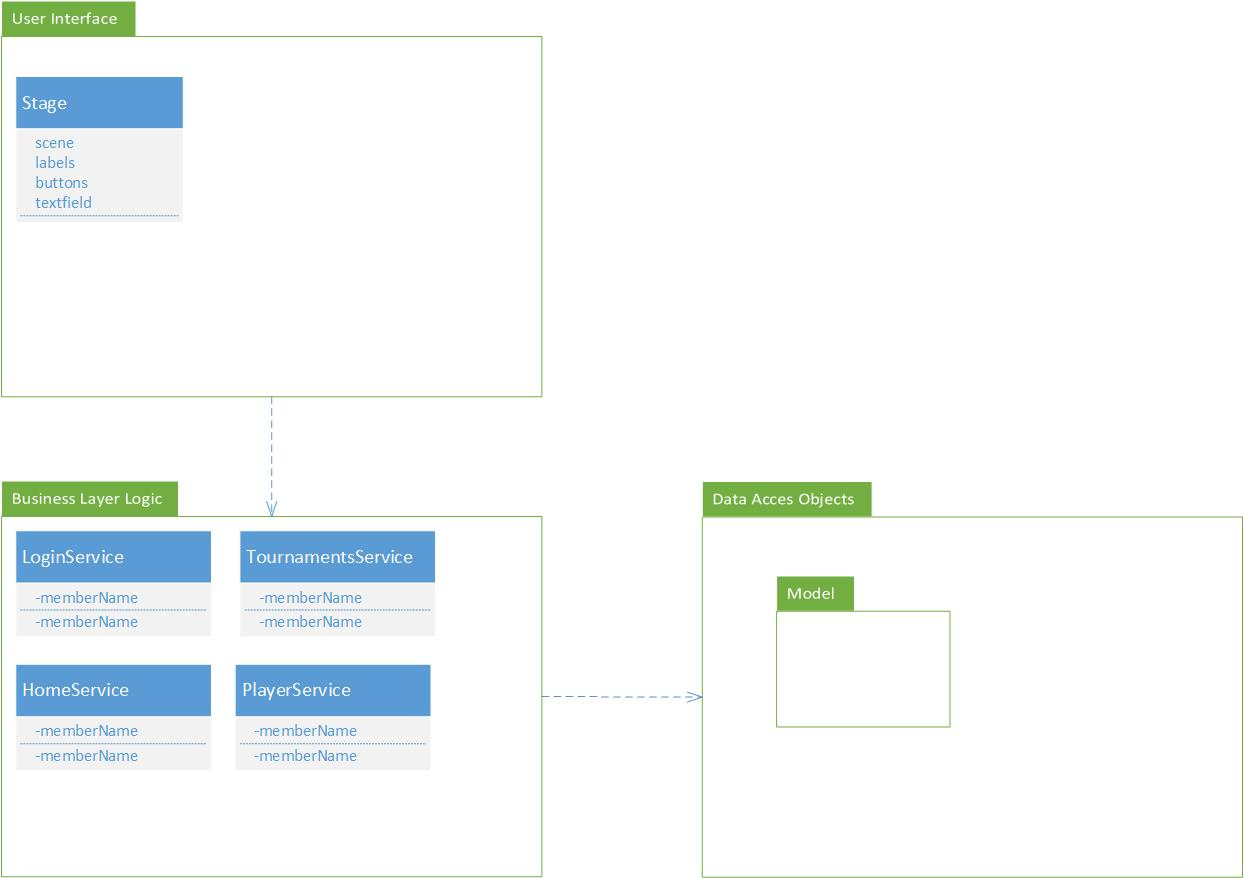 User Interface
Stage
scene
labels
buttons
textfield
Business Layer Logic
LoginService
-memberName
-memberName
TournamentsService
-memberName
-memberName
HomeService
-memberName
-memberName
PlayerService
-memberName
-memberName
Data Acces Objects
Model